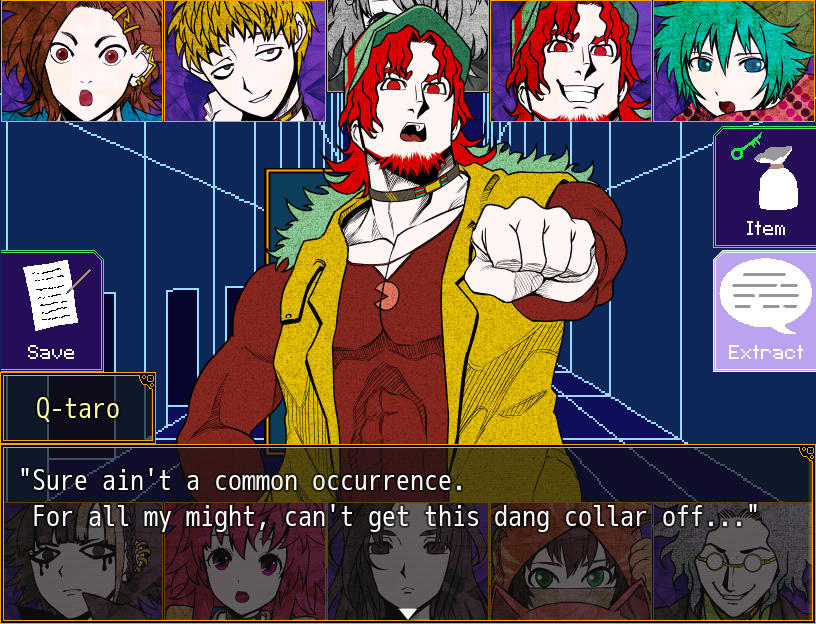 Item
Save
Extract
Q-taro
"Sure ain't a common occurrence.
For all my might, can't get this dang collar off..."